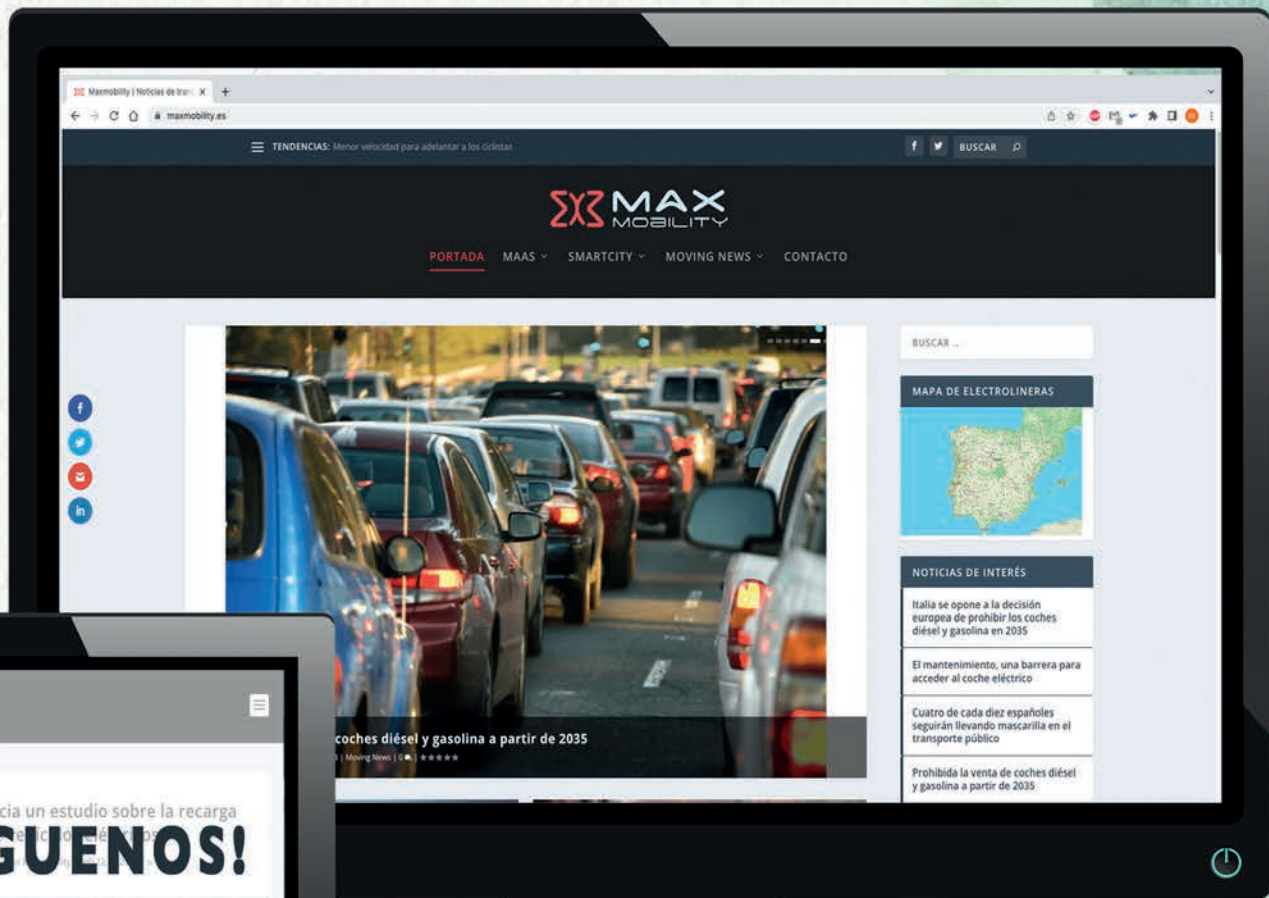 Maxmobility | Noticias de tran
maxmobility.es
TENDENCIAS: Menor velocidad para adelantar a los ciclistas
BUSCAR
MAX
MOBILITY
PORTADA MAAS SMARTCITY MOVING NEWS CONTACTO
BUSCAR ...
MAPA DE ELECTROLINERAS
NOTICIAS DE INTERÉS
Italia se opone a la decisión
europea de prohibir los coches
diésel y gasolina en 2035
El mantenimiento, una barrera para
acceder al coche eléctrico
Cuatro de cada diez españoles
seguirán llevando mascarilla en el
transporte público
Prohibida la venta de coches diésel
y gasolina a partir de 2035
coches diésel y gasolina a partir de 2035
| Moving News | 0
cia un estudio sobre la recarga
GUENOS!